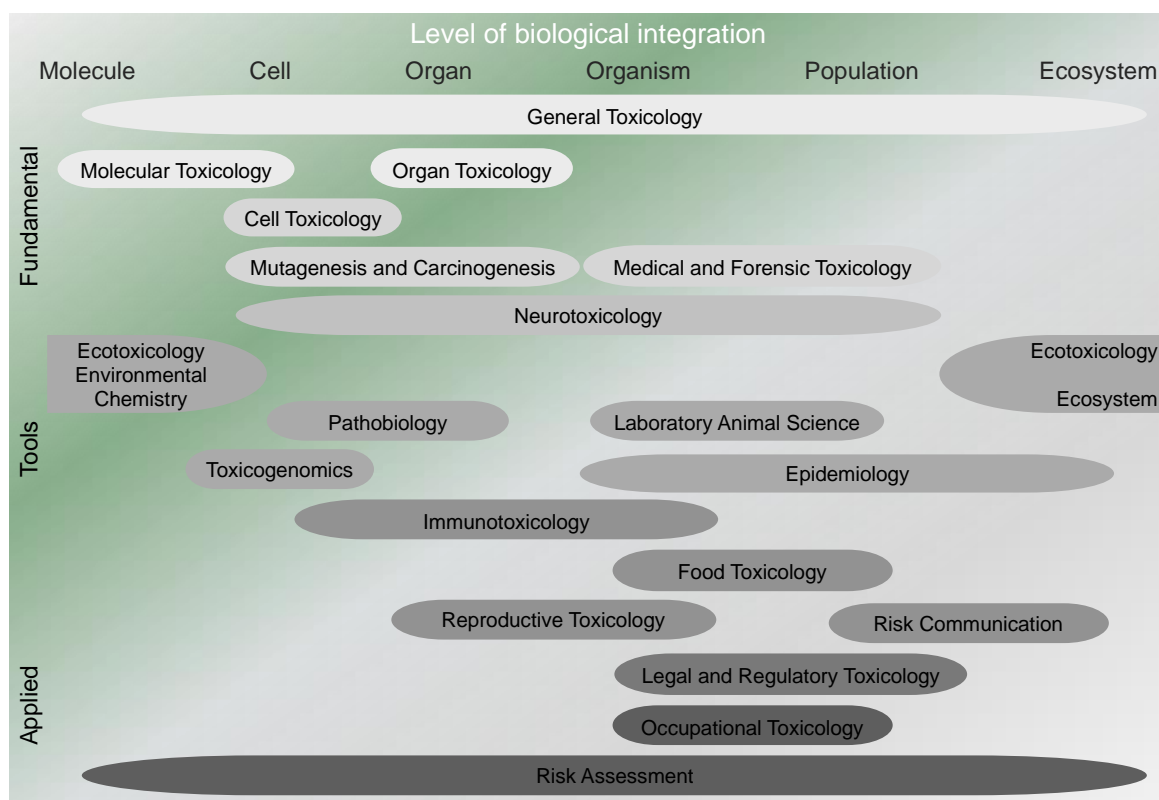 Level of biological integration
Molecule Cell Organ Organism Population Ecosystem
General Toxicology
Fundamental
Molecular Toxicology Organ Toxicology
Cell Toxicology
Mutagenesis and Carcinogenesis Medical and Forensic Toxicology
Neurotoxicology
Ecotoxicology
Environmental
Chemistry
Ecotoxicology
Ecosystem
Tools
Pathobiology Laboratory Animal Science
Toxicogenomics Epidemiology
Immunotoxicology
Food Toxicology
Reproductive Toxicology Risk Communication
Applied
Legal and Regulatory Toxicology
Occupational Toxicology
Risk Assessment